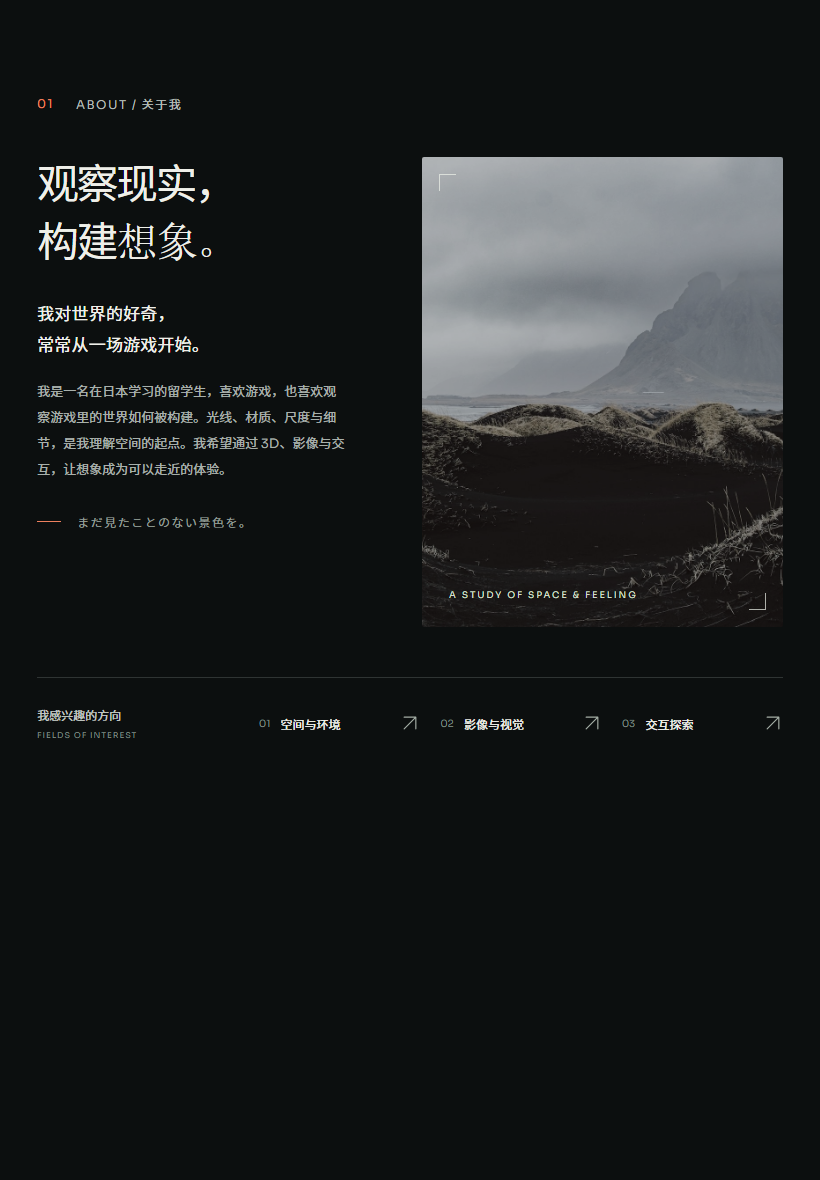 01 ABOUT / 关于我
观察现实，
构建想象。
我对世界的好奇，
常常从一场游戏开始。
我是一名在日本学习的留学生，喜欢游戏，也喜欢观
察游戏里的世界如何被构建。光线、材质、尺度与细
节，是我理解空间的起点。我希望通过 3D、影像与交
互，让想象成为可以走近的体验。
まだ見たことのない景色を。
A STUDY OF SPACE & FEELING
我感兴趣的方向
FIELDS OF INTEREST
01 空间与环境
02 影像与视觉
03 交互探索